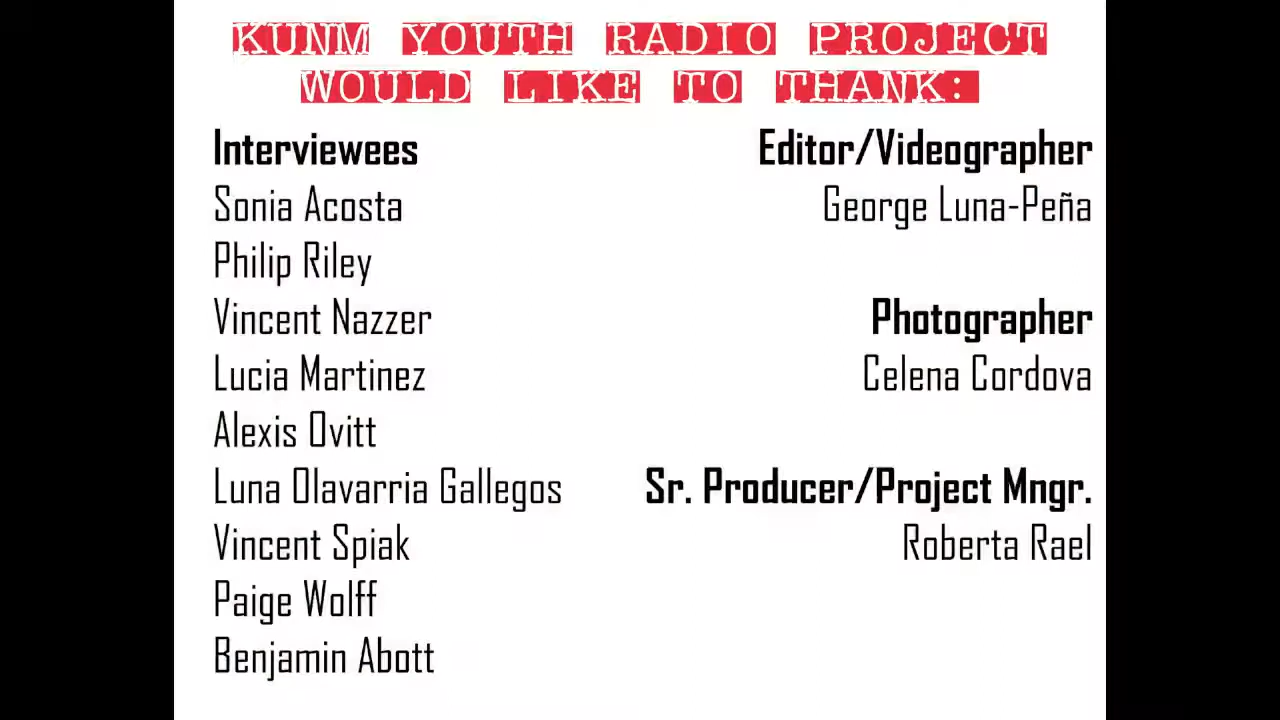 KUNM YOUTH RADIO PROJECT
WOULD LIKE TO THANK:
Interviewees
Sonia Acosta
Philip Riley
Vincent Nazzer
Lucia Martinez
Alexis Ovitt
Luna Olavarria Gallegos
Vincent Spiak
Paige Wolff
Benjamin Abott
Editor/Videographer
George Luna-Peña
Photographer
Celena Cordova
Sr. Producer/Project Mngr.
Roberta Rael